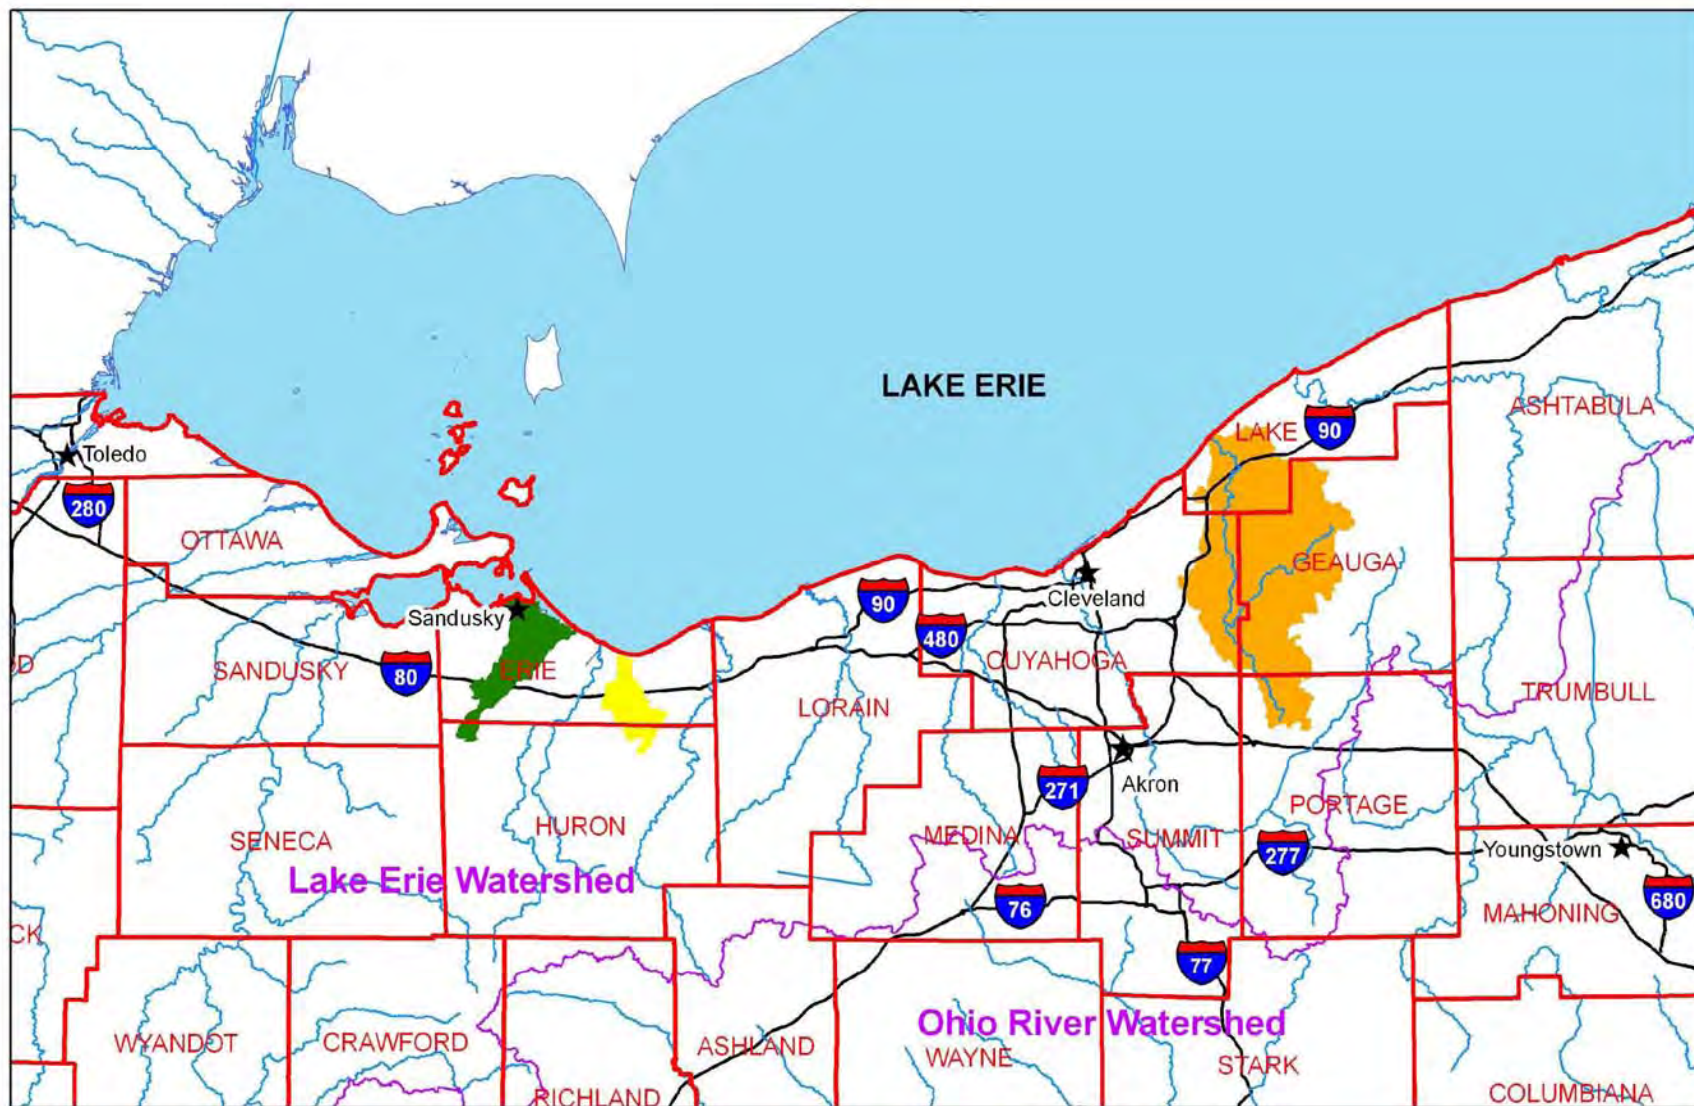 LAKE ERIE
ASHTABULA
LAKE
90
Toledo
280
OTTAWA
GEAUGA
Cleveland
90
Sandusky
480
CUYAHOGA
D
SANDUSKY
80
ERIE
LORAIN
TRUMBULL
271
Akron
PORTAGE
HURON
MEDINA
SUMMIT
SENECA
277
Youngstown
Lake Erie Watershed
76
680
MAHONING
CK
77
Ohio River Watershed
WYANDOT
CRAWFORD
ASHLAND
WAYNE
STARK
RICHLAND
COLUMBIANA